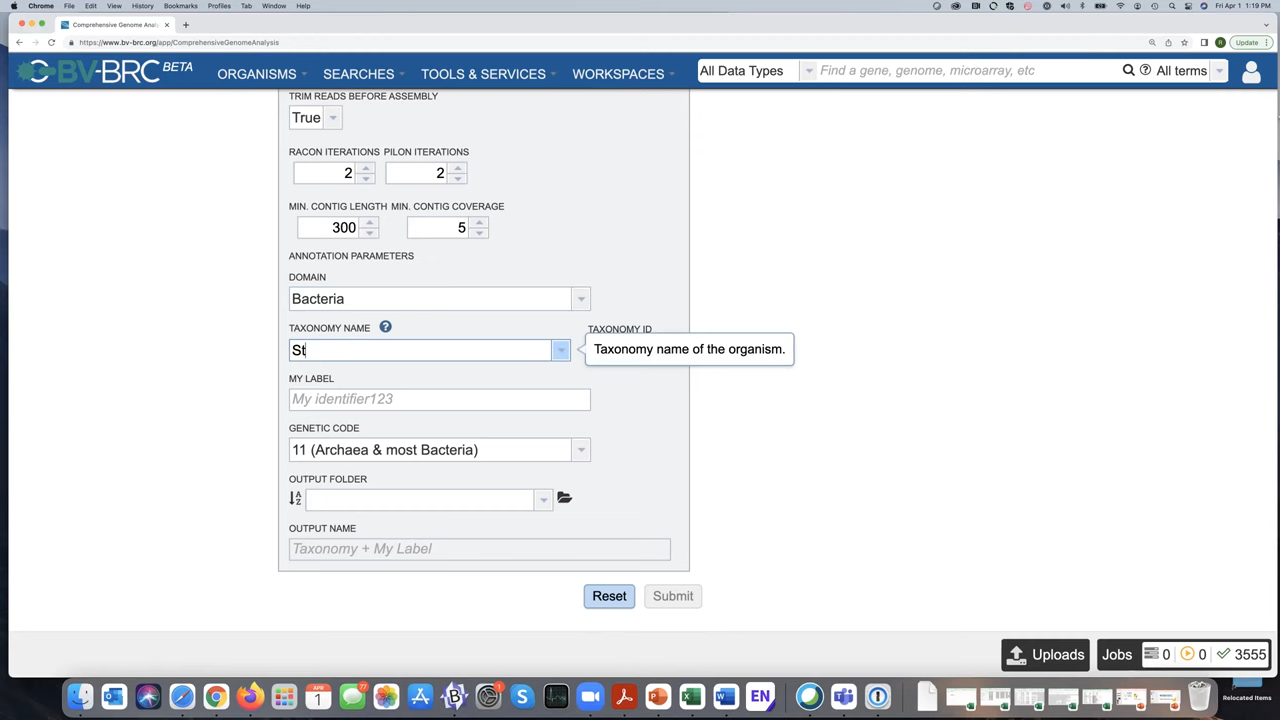 Chrome File Edit View History Bookmarks Profiles Tab Window Help Fri Apr 1 1:19 PM
Comprehensive Genome Anal
https://www.bv-brc.org/app/ComprehensiveGenomeAnalysis R Update
BV-BRC BETA ORGANISMS SEARCHES TOOLS & SERVICES WORKSPACES All Data Types Find a gene, genome, microarray, etc All terms
TRIM READS BEFORE ASSEMBLY
True
RACON ITERATIONS PILON ITERATIONS
2 2
MIN. CONTIG LENGTH MIN. CONTIG COVERAGE
300 5
ANNOTATION PARAMETERS
DOMAIN
Bacteria
TAXONOMY NAME TAXONOMY ID
St Taxonomy name of the organism.
MY LABEL
My identifier123
GENETIC CODE
11 (Archaea & most Bacteria)
OUTPUT FOLDER
OUTPUT NAME
Taxonomy + My Label
Reset Submit
Uploads Jobs 0 0 3555
EN
Relocated Items